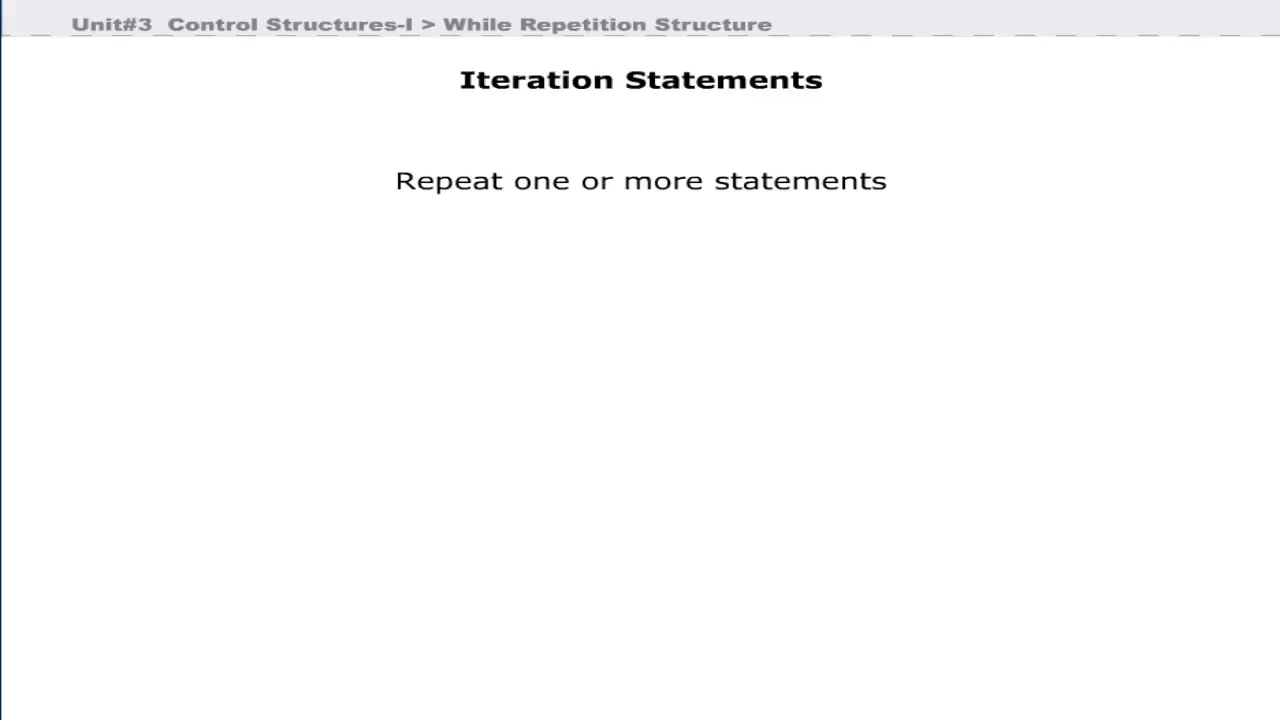 Unit#3 Control Structures-I > While Repetition Structure
Iteration Statements
Repeat one or more statements